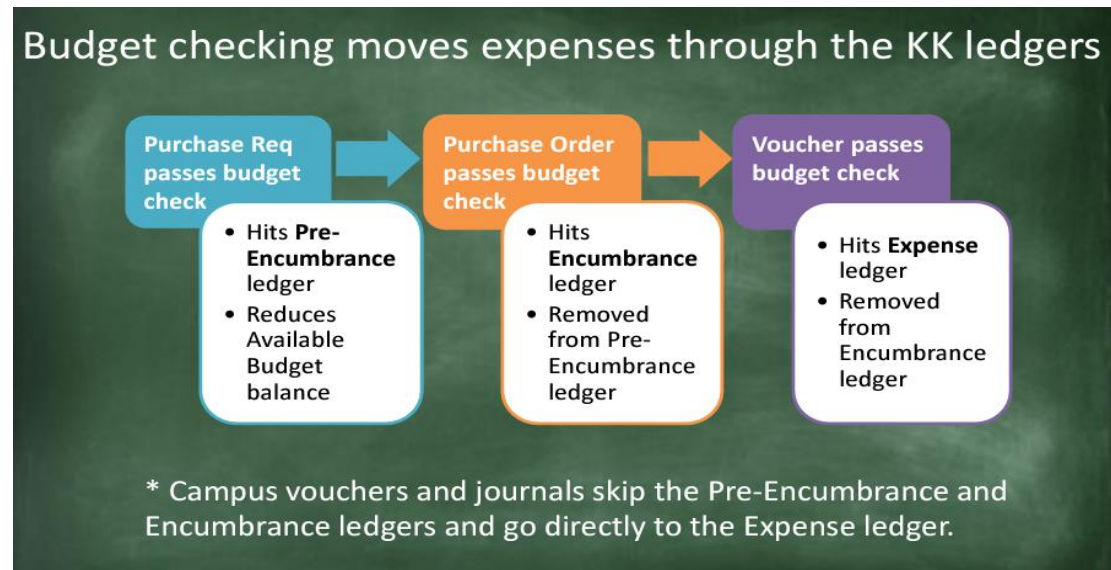 Budget checking moves expenses through the KK ledgers
Purchase Req
passes budget
check
• Hits Pre-
Encumbrance
ledger
• Reduces
Available
Budget
balance
Purchase Order
passes budget
check
• Hits
Encumbrance
ledger
• Removed
from Pre-
Encumbrance
ledger
Voucher passes
budget check
• Hits Expense
ledger
• Removed
from
Encumbrance
ledger
* Campus vouchers and journals skip the Pre-Encumbrance and
Encumbrance ledgers and go directly to the Expense ledger.